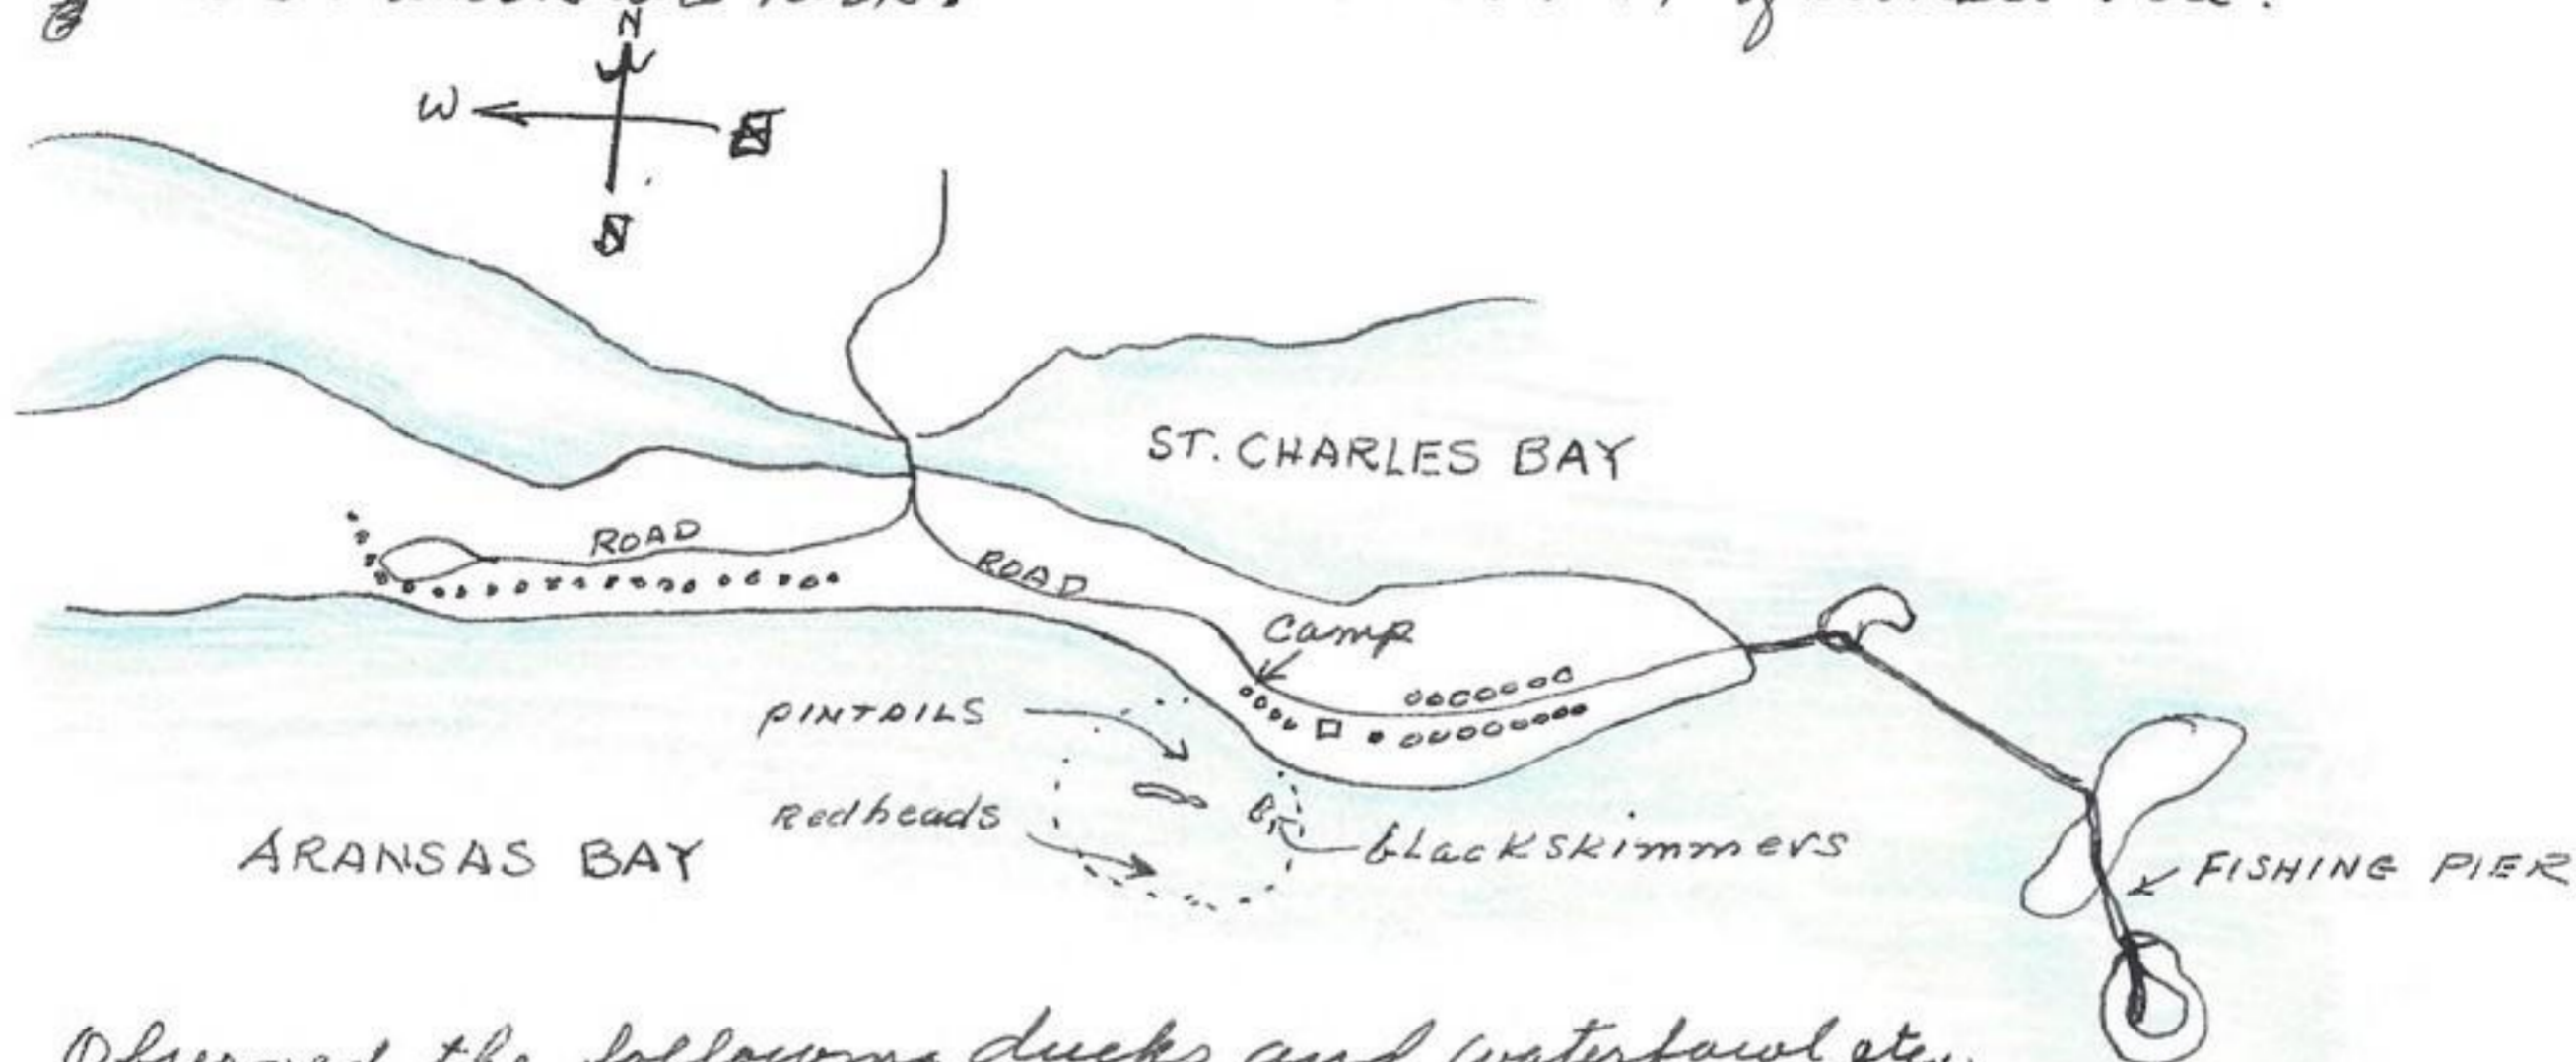 N
W
ST. CHARLES BAY
ROAD
ROAD
Camp
PINTAILS
Redheads
blackskimmers
ARANSAS BAY
FISHING PIER
Observed the following ducks and waterfowl etc.